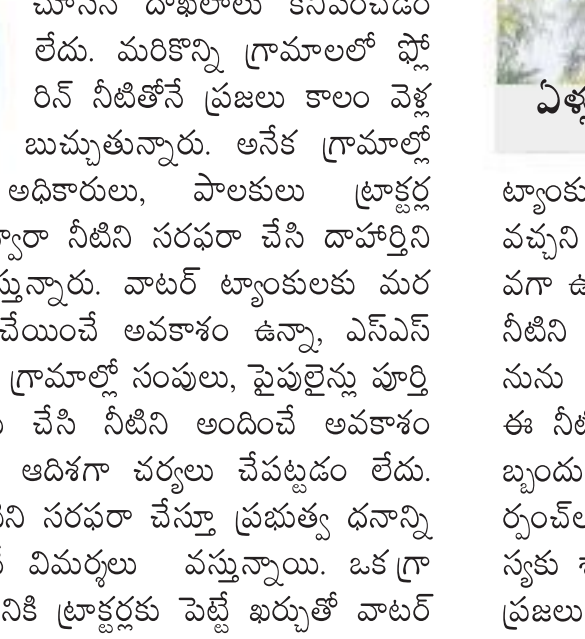 చూసిన దాఖలాలు కనిపించడం
లేదు. మరికొన్ని గ్రామాలలో ఫ్లో
రిన్ నీటితోనే ప్రజలు కాలం వెళ్ల
బుచ్చుతున్నారు. అనేక గ్రామాల్లో
అధికారులు, పాలకులు ట్రాక్టర్ల
నీటిని సరఫరా చేసి దాహార్తిని
వాటర్ ట్యాంకులకు మర
చేయించే అవకాశం ఉన్నా, ఎస్ఎస్
గ్రామాల్లో సంపులు, పైపులైన్లు పూర్తి
చేసి నీటిని అందించే అవకాశం
ఆదిశగా చర్యలు చేపట్టడం లేదు.
సరఫరా చేస్తూ ప్రభుత్వ ధనాన్ని
విమర్శలు వస్తున్నాయి. ఒక గ్రా
ట్రాక్టర్లకు పెట్టే ఖర్చుతో వాటర్
వచ్చని
వగా
నీటిని
నును
ఈ
బ్బందు
స్యకు
ప్రజలు